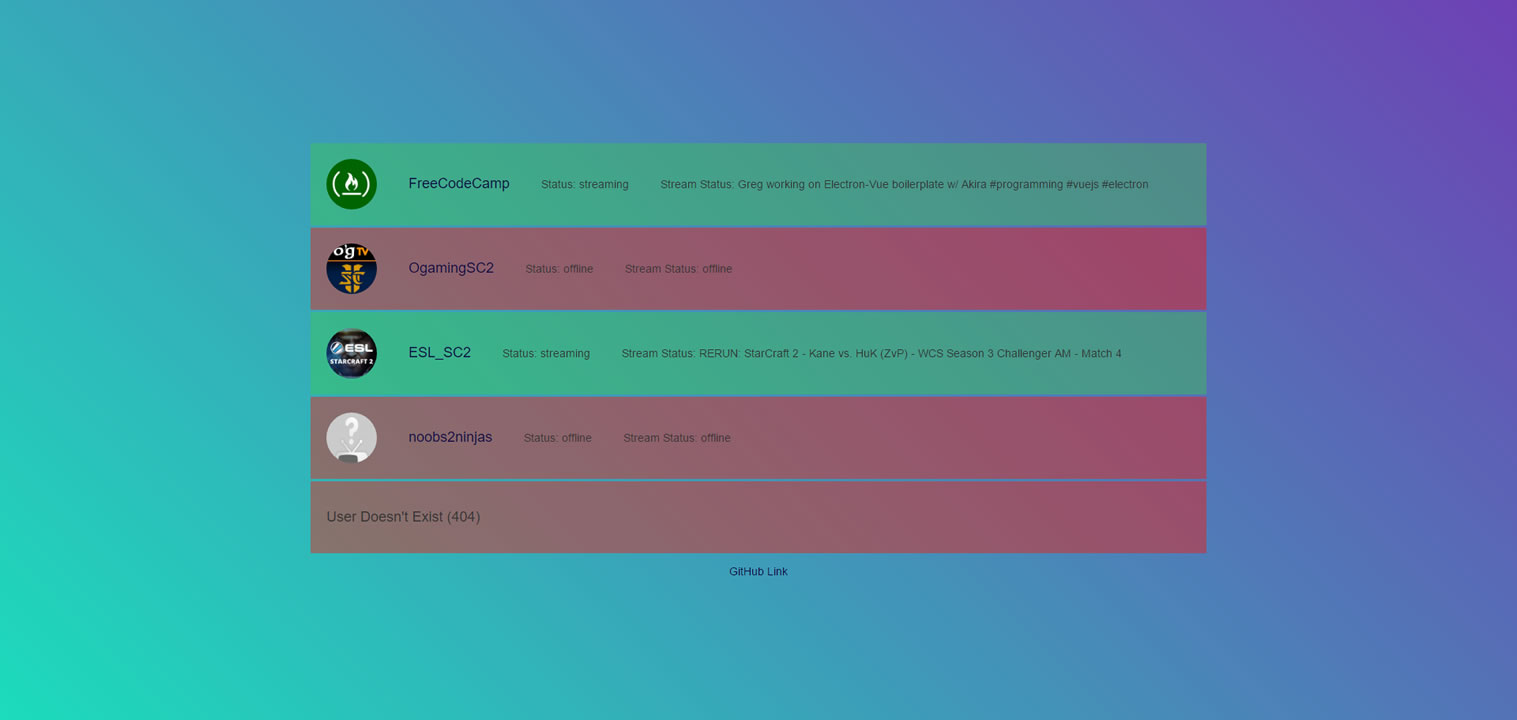 FreeCodeCamp Status: streaming Stream Status: Greg working on Electron-Vue boilerplate w/ Akira #programming #vuejs #electron
o'g TV
OgamingSC2 Status: offline Stream Status: offline
ESL
STARCRAFT 2
ESL_SC2 Status: streaming Stream Status: RERUN: StarCraft 2 - Kane vs. HuK (ZvP) - WCS Season 3 Challenger AM - Match 4
?
noobs2ninjas Status: offline Stream Status: offline
User Doesn't Exist (404)
GitHub Link